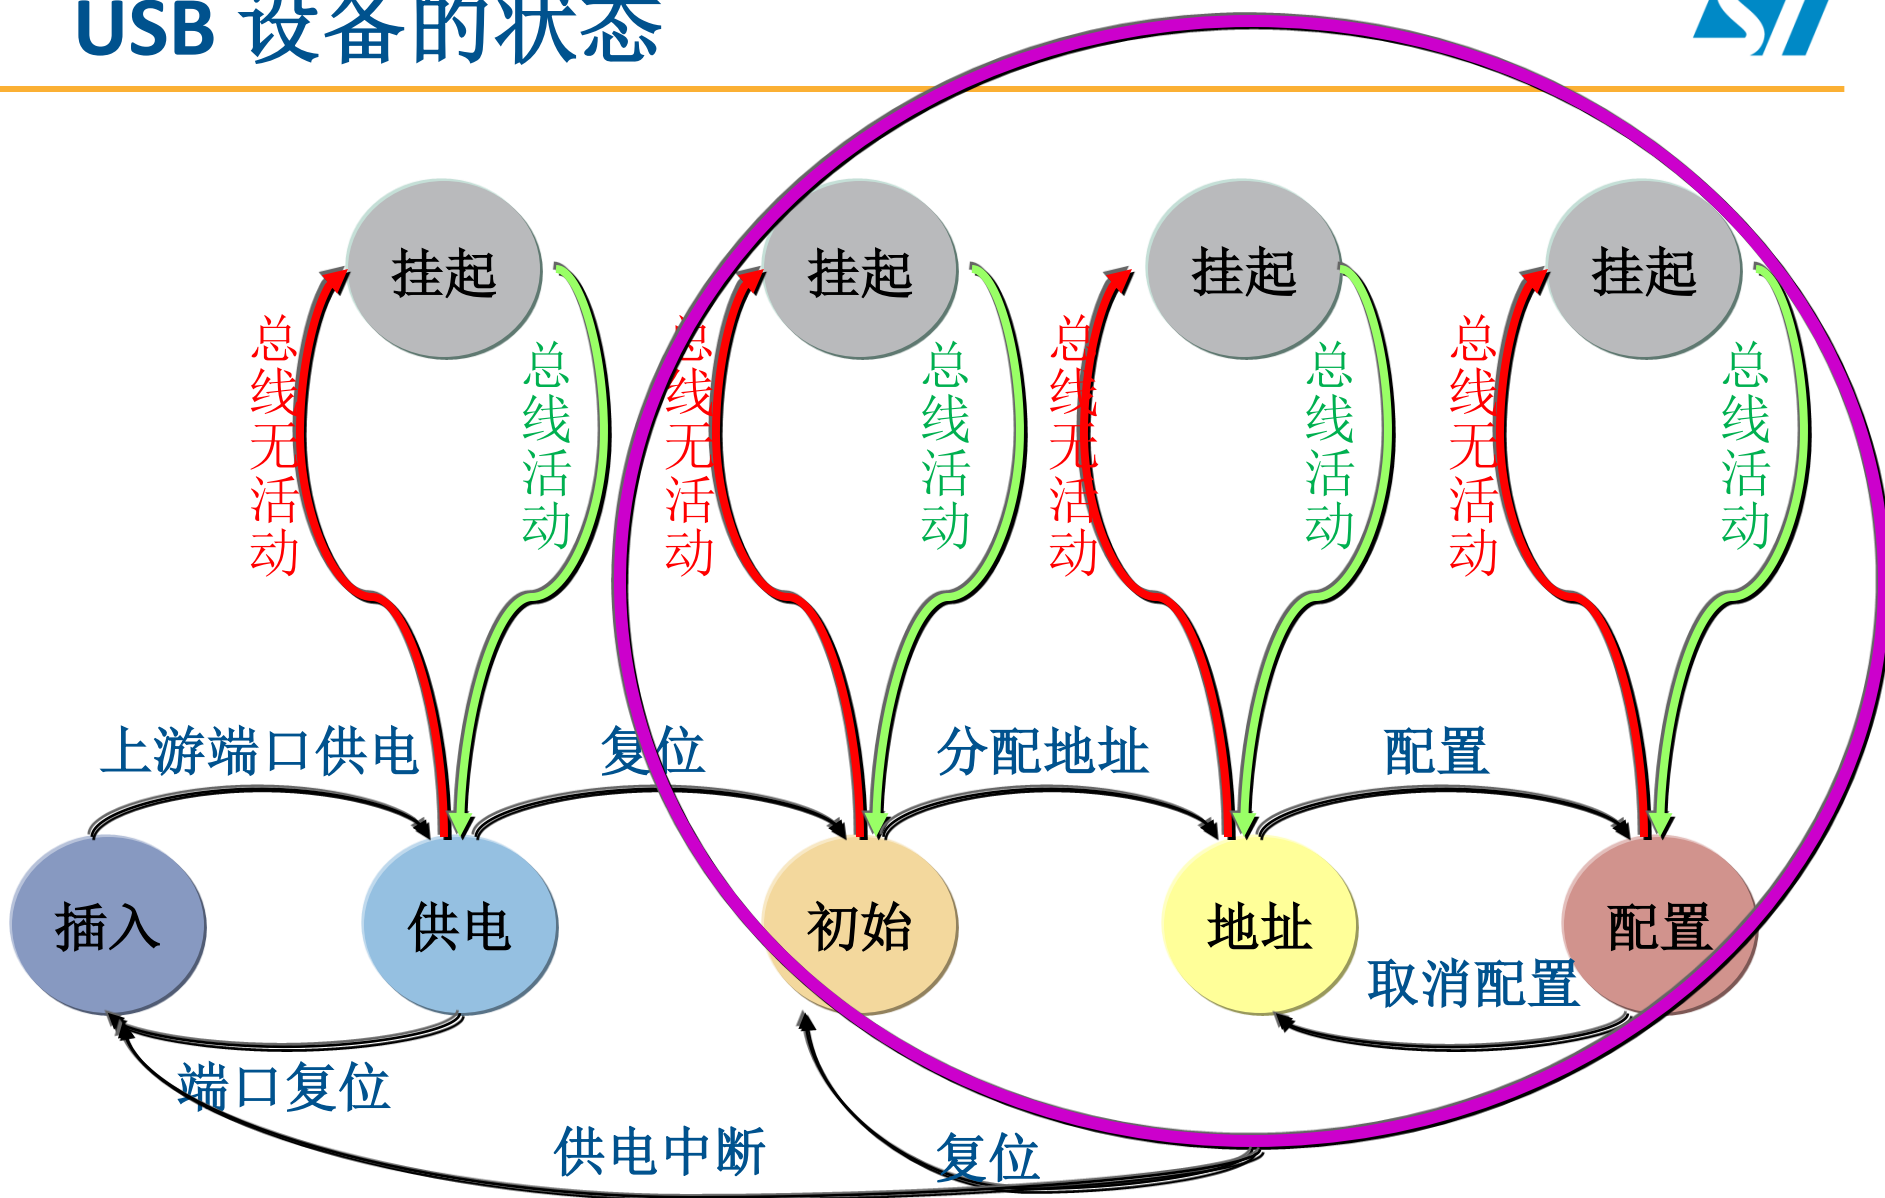 USB 设备的状态
挂起
挂起
挂起
挂起
总线无活动
总线活动
总线无活动
总线活动
总线无活动
总线活动
总线无活动
总线活动
上游端口供电
复位
分配地址
配置
插入
供电
初始
地址
配置
取消配置
端口复位
供电中断
复位